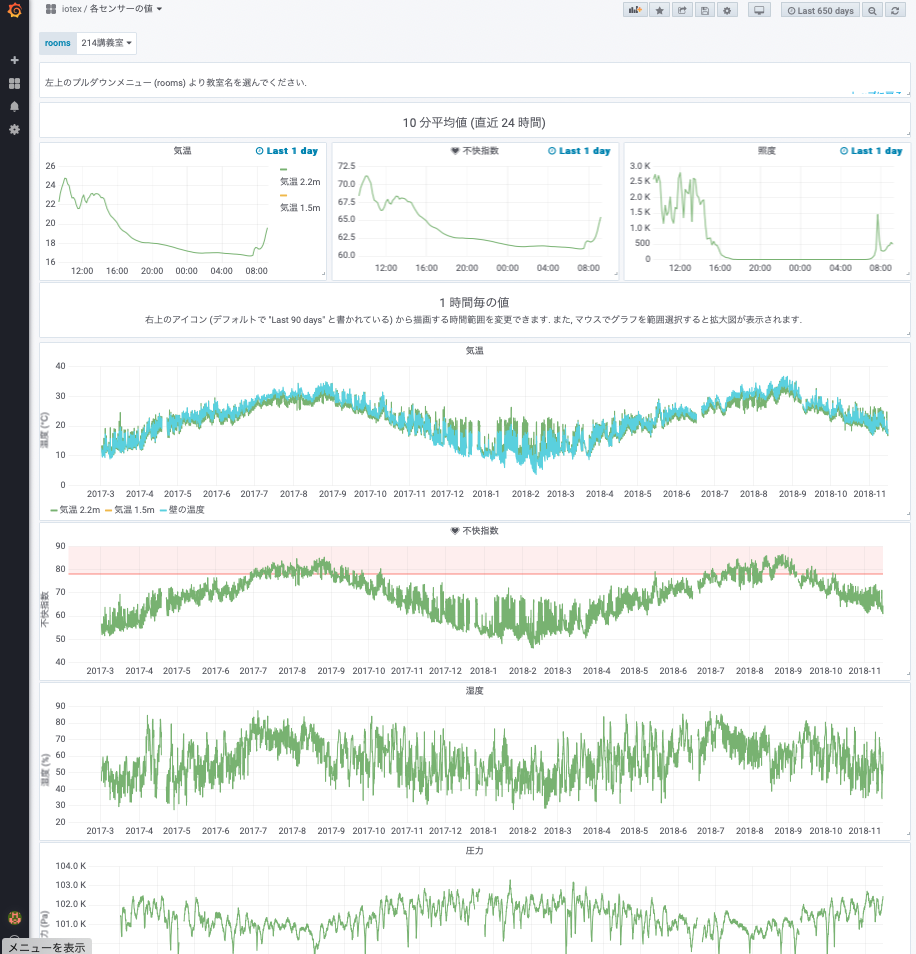 iotex / 各センサーの値
Last 650 days
rooms 214講義室
左上のプルダウンメニュー (rooms) より教室名を選んでください.
10 分平均値 (直近 24 時間)
気温 Last 1 day
26
24
22
20
18
16
12:00 16:00 20:00 00:00 04:00 08:00
気温 2.2m
気温 1.5m
不快指数 Last 1 day
72.5
70.0
67.5
65.0
62.5
60.0
12:00 16:00 20:00 00:00 04:00 08:00
照度 Last 1 day
3.0 K
2.5 K
2.0 K
1.5 K
1.0 K
500
0
12:00 16:00 20:00 00:00 04:00 08:00
1 時間毎の値
右上のアイコン (デフォルトで "Last 90 days" と書かれている) から描画する時間範囲を変更できます. また, マウスでグラフを範囲選択すると拡大図が表示されます.
気温
温度 (°C)
40
30
20
10
0
2017-3 2017-4 2017-5 2017-6 2017-7 2017-8 2017-9 2017-10 2017-11 2017-12 2018-1 2018-2 2018-3 2018-4 2018-5 2018-6 2018-7 2018-8 2018-9 2018-10 2018-11
気温 2.2m 気温 1.5m 壁の温度
不快指数
不快指数
90
80
70
60
50
40
2017-3 2017-4 2017-5 2017-6 2017-7 2017-8 2017-9 2017-10 2017-11 2017-12 2018-1 2018-2 2018-3 2018-4 2018-5 2018-6 2018-7 2018-8 2018-9 2018-10 2018-11
湿度
湿度 (%)
90
80
70
60
50
40
30
20
2017-3 2017-4 2017-5 2017-6 2017-7 2017-8 2017-9 2017-10 2017-11 2017-12 2018-1 2018-2 2018-3 2018-4 2018-5 2018-6 2018-7 2018-8 2018-9 2018-10 2018-11
圧力
力 (Pa)
104.0 K
103.0 K
102.0 K
101.0 K
メニューを表示